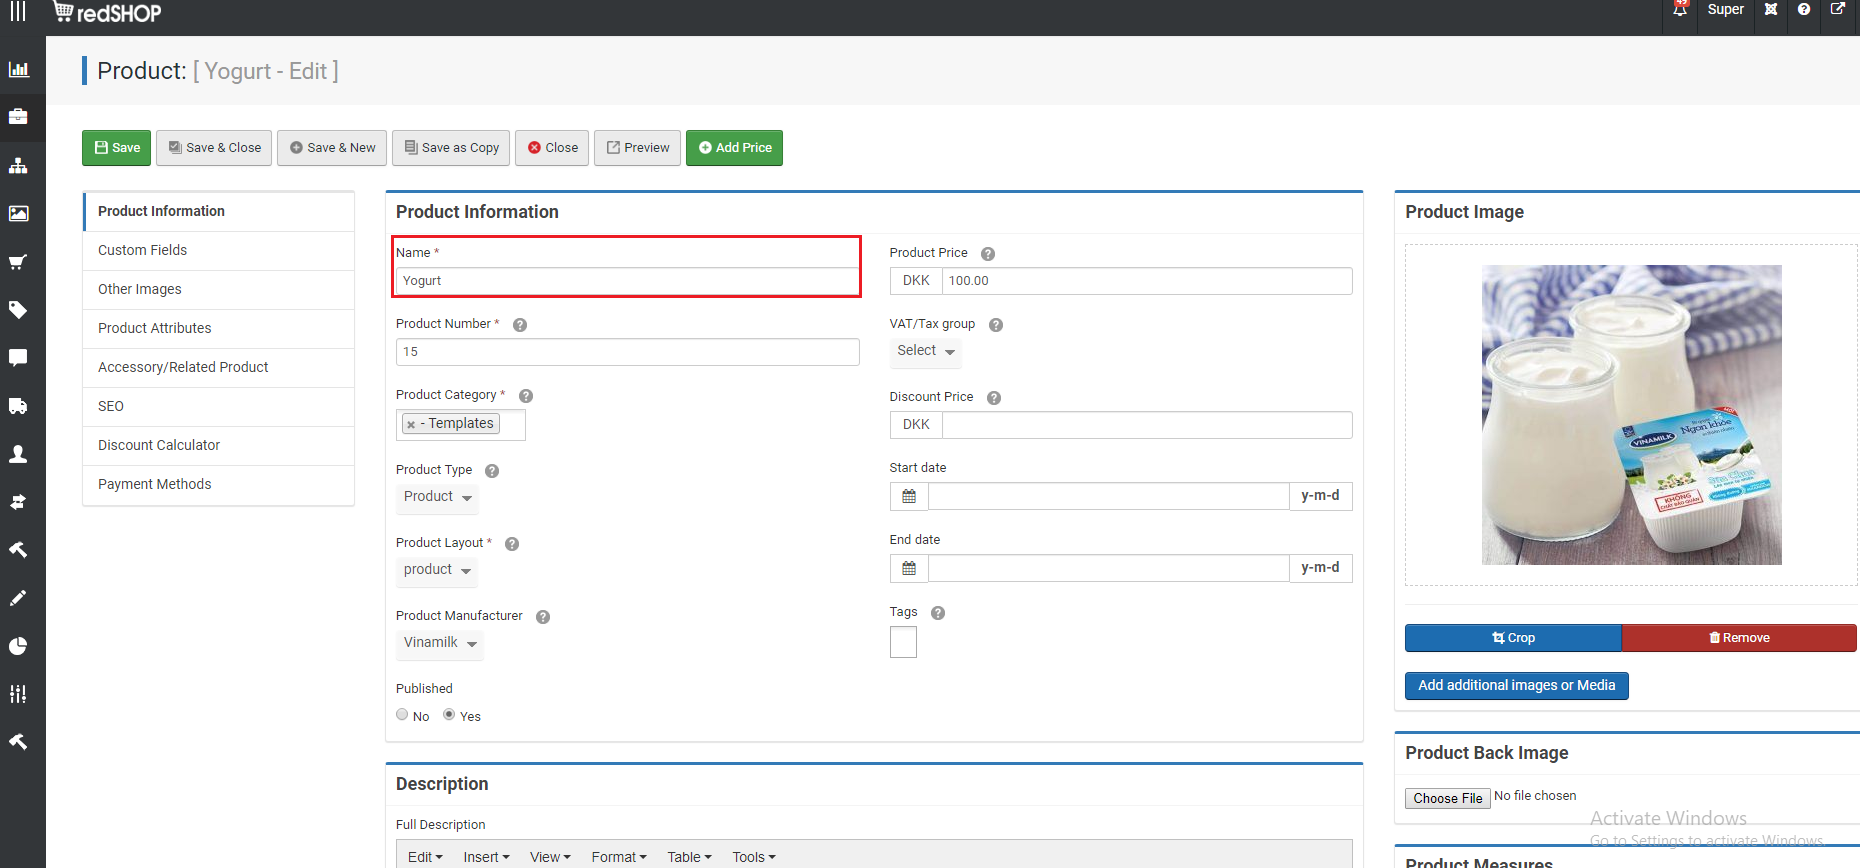 redSHOP
Super
Product: [ Yogurt - Edit ]
Save
Save & Close
Save & New
Save as Copy
Close
Preview
Add Price
Product Information
Custom Fields
Other Images
Product Attributes
Accessory/Related Product
SEO
Discount Calculator
Payment Methods
Product Information
Name *
Yogurt
Product Number *
15
Product Category *
- Templates
Product Type
Product
Product Layout *
product
Product Manufacturer
Vinamilk
Published
No
Yes
Product Price
DKK 100.00
VAT/Tax group
Select
Discount Price
DKK
Start date
y-m-d
End date
y-m-d
Tags
Description
Full Description
Edit Insert View Format Table Tools
Product Image
VINAMILK
Ngon khỏe
Sữa Chua
KHÔNG
Crop
Remove
Add additional images or Media
Product Back Image
Choose File No file chosen
Activate Windows
Go to Settings to activate Windows.
Product Measures